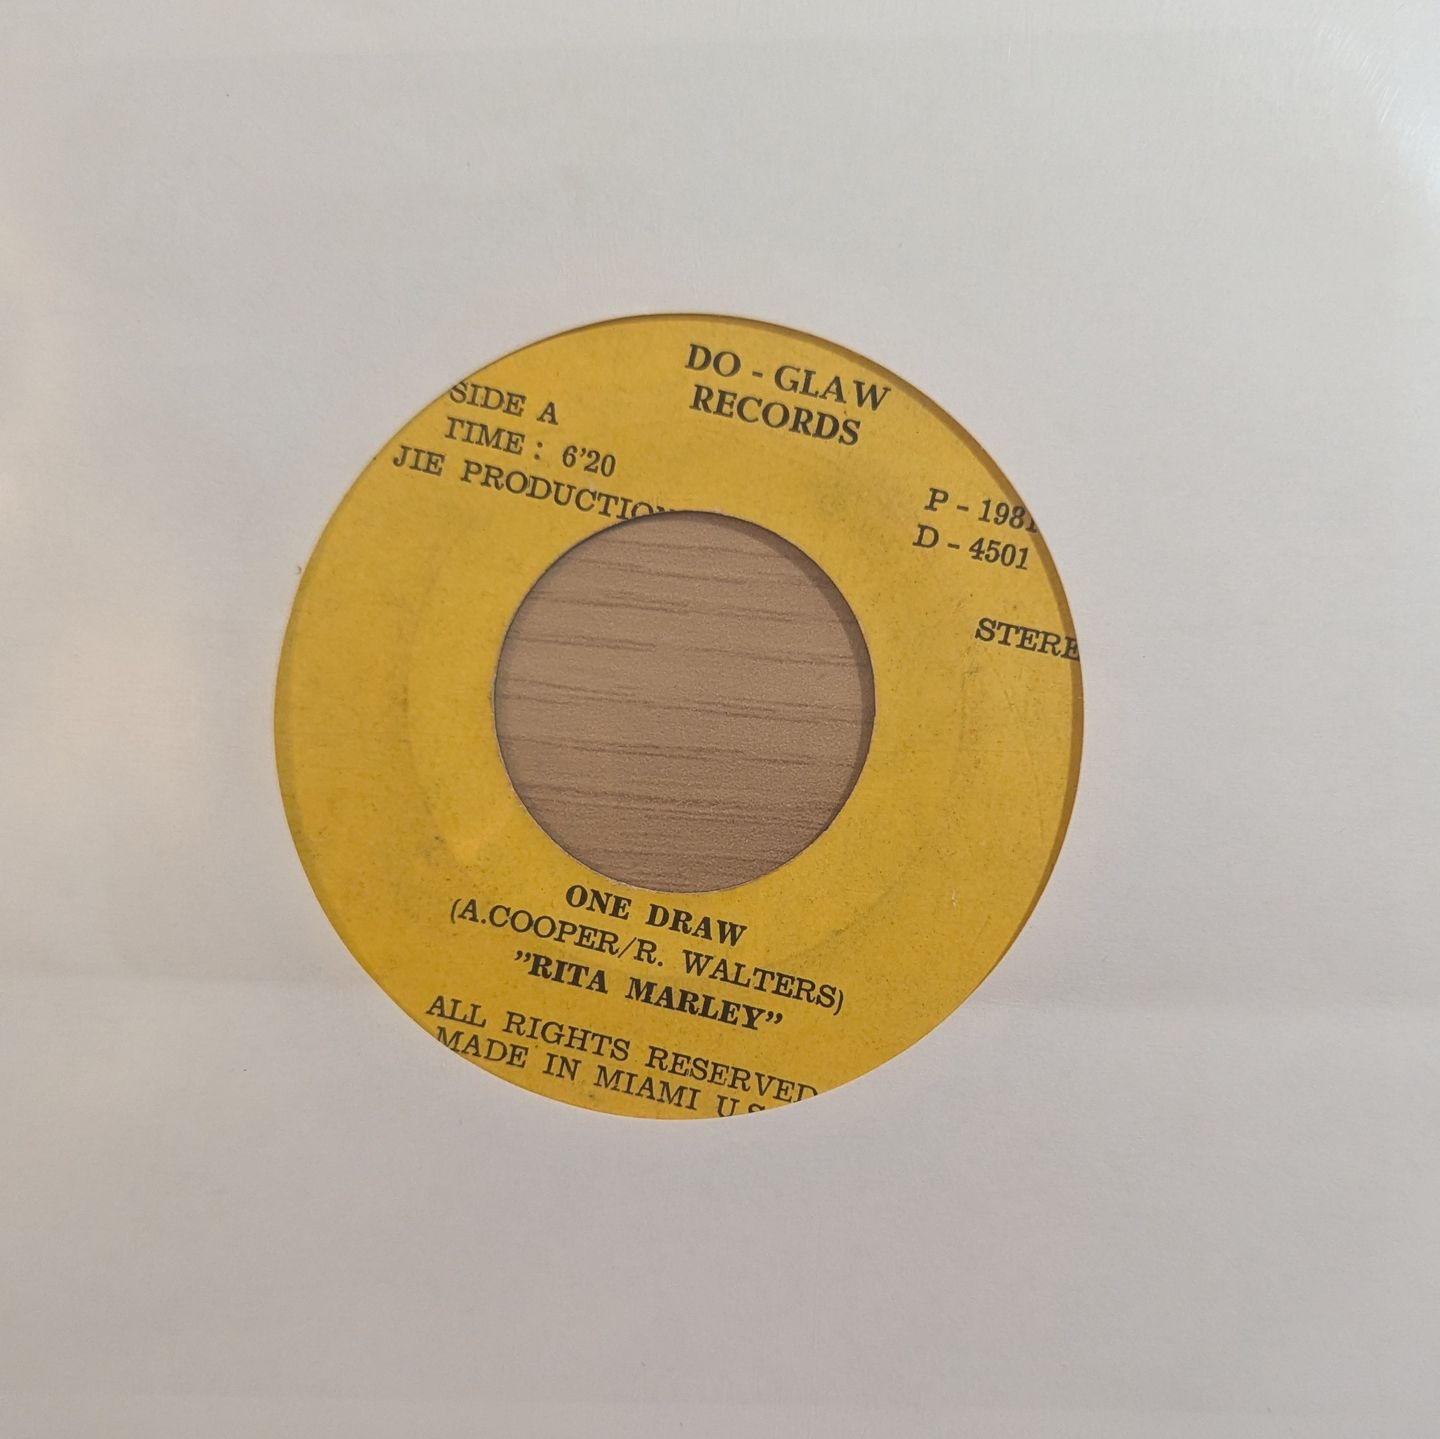 DO - GLAW
RECORDS
SIDE A
TIME : 6'20
JIE PRODUCTION
P - 1981
D - 4501
STERE
ONE DRAW
(A.COOPER/R. WALTERS)
"RITA MARLEY"
ALL RIGHTS RESERVED
MADE IN MIAMI U.S